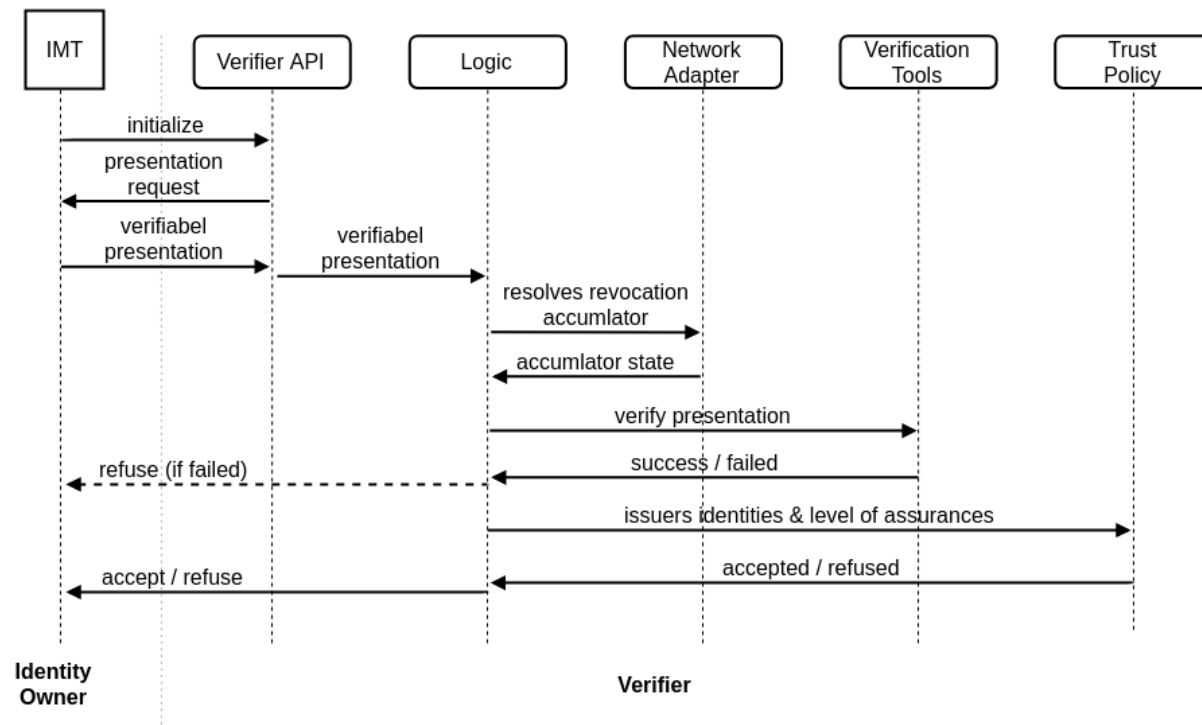 IMT
Verifier API
Logic
Network
Adapter
Verification
Tools
Trust
Policy
initialize
presentation
request
verifiabel
presentation
verifiabel
presentation
resolves revocation
accumlator
accumlator state
verify presentation
success / failed
refuse (if failed)
issuers identities & level of assurances
accepted / refused
accept / refuse
Identity
Owner
Verifier